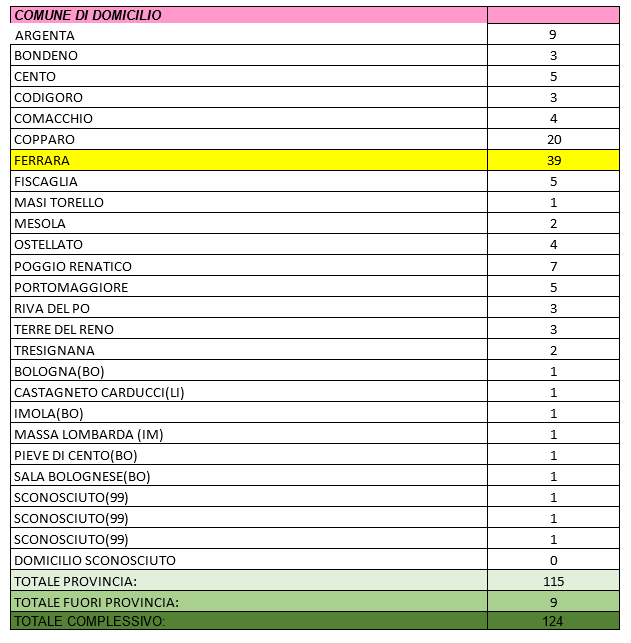 COMUNE DI DOMICILIO
ARGENTA 9
BONDENO 3
CENTO 5
CODIGORO 3
COMACCHIO 4
COPPARO 20
FERRARA 39
FISCAGLIA 5
MASI TORELLO 1
MESOLA 2
OSTELLATO 4
POGGIO RENATICO 7
PORTOMAGGIORE 5
RIVA DEL PO 3
TERRE DEL RENO 3
TRESIGNANA 2
BOLOGNA(BO) 1
CASTAGNETO CARDUCCI(LI) 1
IMOLA(BO) 1
MASSA LOMBARDA (IM) 1
PIEVE DI CENTO(BO) 1
SALA BOLOGNESE(BO) 1
SCONOSCIUTO(99) 1
SCONOSCIUTO(99) 1
SCONOSCIUTO(99) 1
DOMICILIO SCONOSCIUTO 0
TOTALE PROVINCIA: 115
TOTALE FUORI PROVINCIA: 9
TOTALE COMPLESSIVO: 124